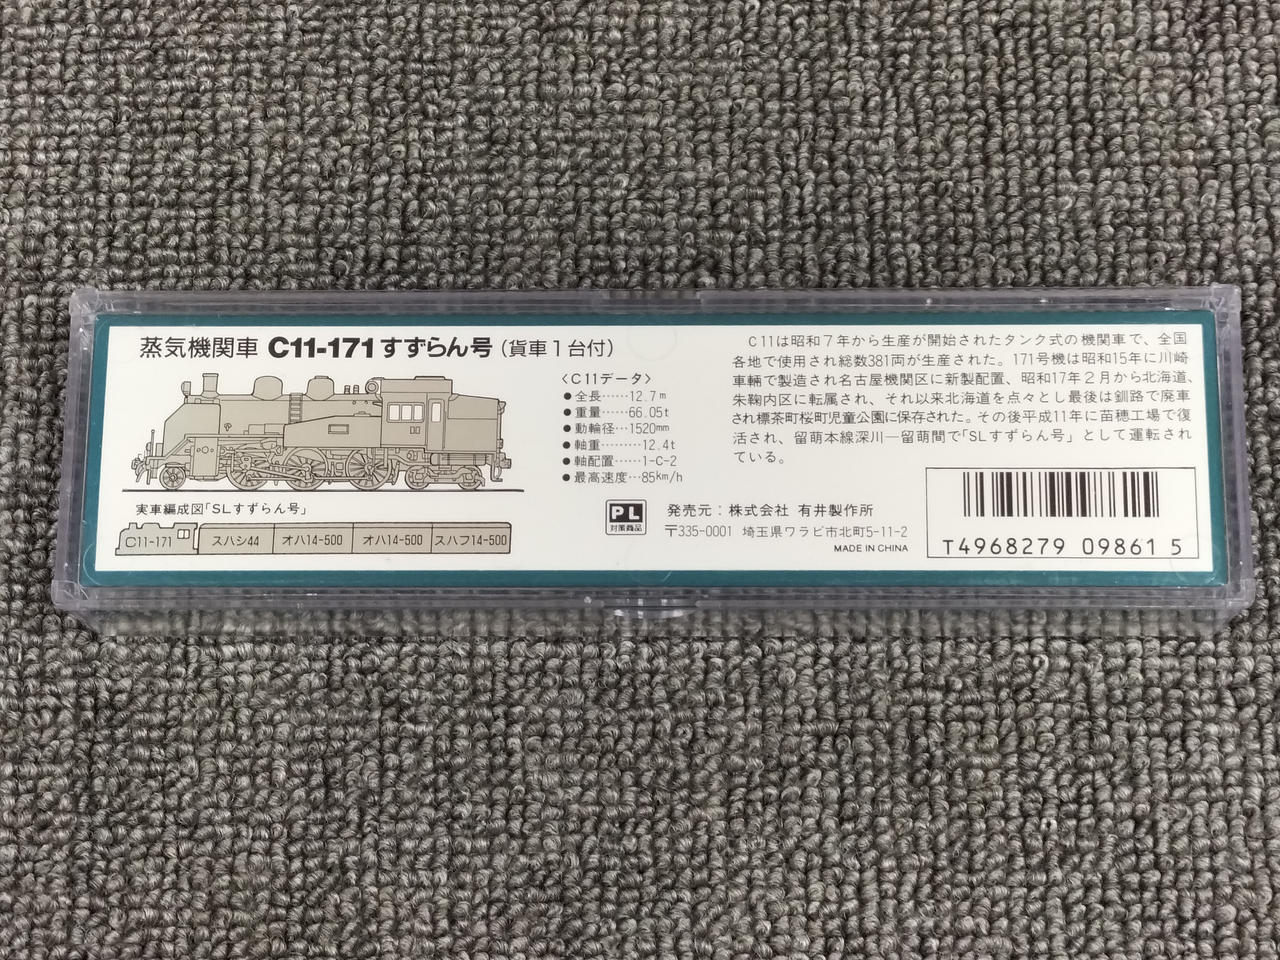 蒸気機関車 C11-171 すずらん号 (貨車1台付)
〈C11データ〉
●全長……12.7m
●重量……66.05t
●動輪径…1520mm
●軸重……12.4t
●軸配置……1-C-2
●最高速度…85km/h
実車編成図「SLすずらん号」
C11-171 スハシ44 オハ14-500 オハ14-500 スハフ14-500
C11は昭和7年から生産が開始されたタンク式の機関車で、全国
各地で使用され総数381両が生産された。171号機は昭和15年に川崎
車輛で製造され名古屋機関区に新製配置、昭和17年2月から北海道、
朱鞠内区に転属され、それ以来北海道を点々とし最後は釧路で廃車
され標茶町桜町児童公園に保存された。その後平成11年に苗穂工場で復
活され、留萌本線深川―留萌間で「SLすずらん号」として運転され
ている。
PL
対策商品
発売元：株式会社 有井製作所
〒335-0001 埼玉県ワラビ市北町5-11-2
MADE IN CHINA
T4968279 09861 5